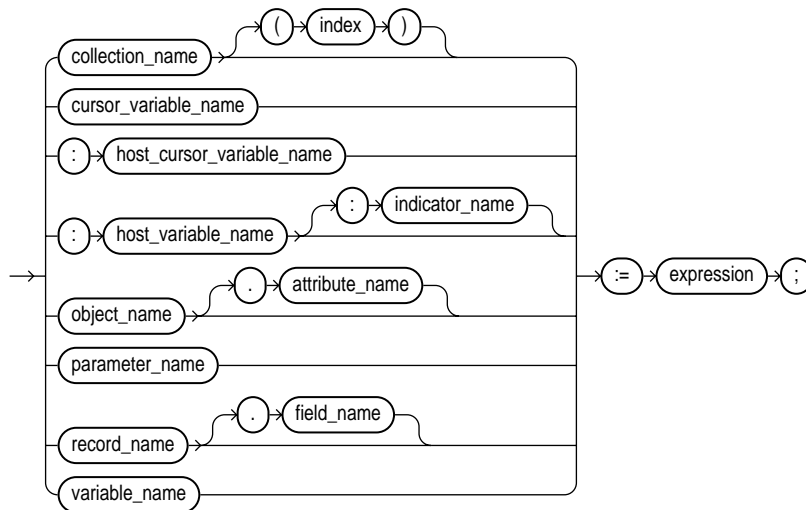 ( index )
collection_name
cursor_variable_name
: host_cursor_variable_name
: indicator_name
: host_variable_name
. attribute_name
:= expression ;
object_name
parameter_name
. field_name
record_name
variable_name